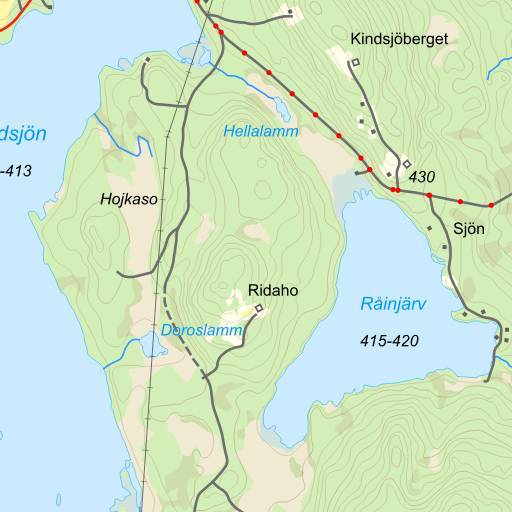 Kindsjöberget
dsjön
Hellalamm
-413
430
Hojkaso
Sjön
Ridaho
Råinjärv
Doroslamm
415-420